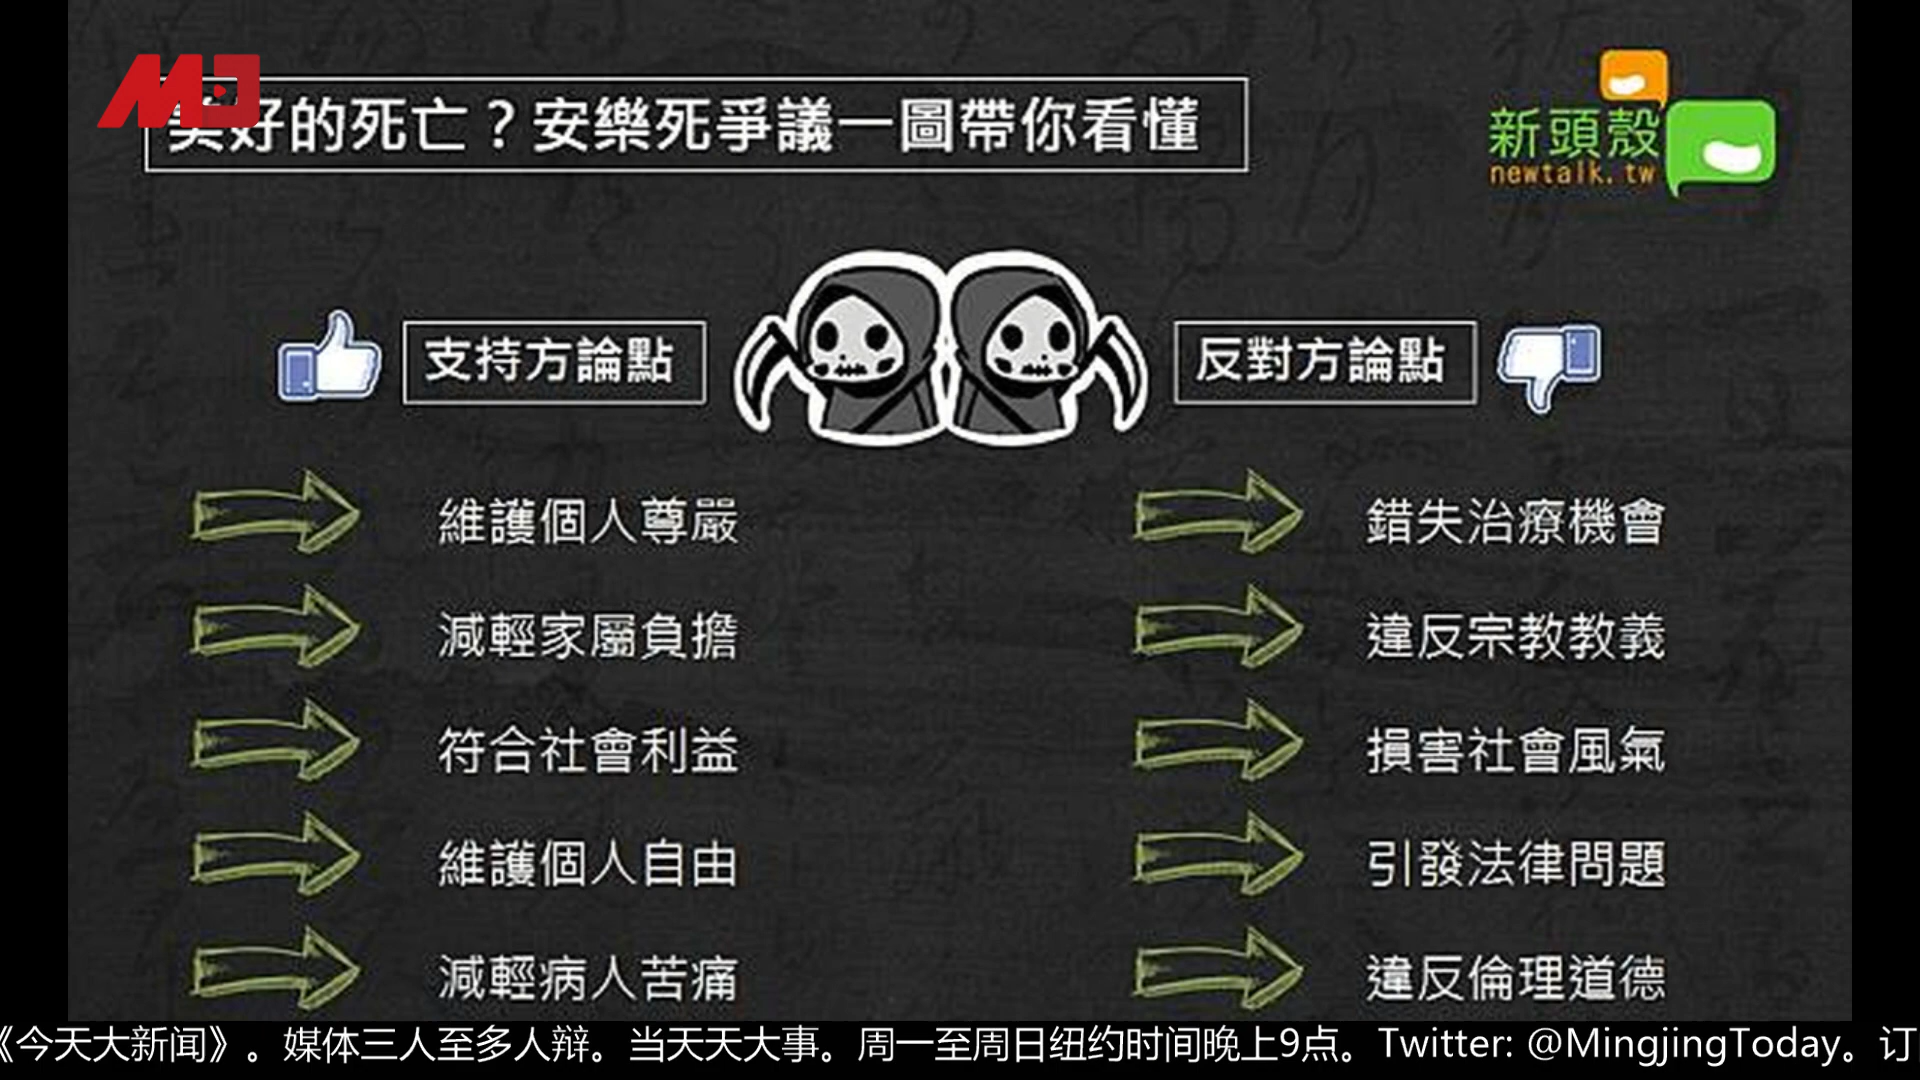 美好的死亡？安樂死爭議一圖帶你看懂
新頭殼
newtalk.tw
支持方論點
反對方論點
維護個人尊嚴
錯失治療機會
減輕家屬負擔
違反宗教教義
符合社會利益
損害社會風氣
維護個人自由
引發法律問題
減輕病人苦痛
違反倫理道德
《今天大新闻》。媒体三人至多人辩。当天天大事。周一至周日纽约时间晚上9点。Twitter: @MingjingToday。订